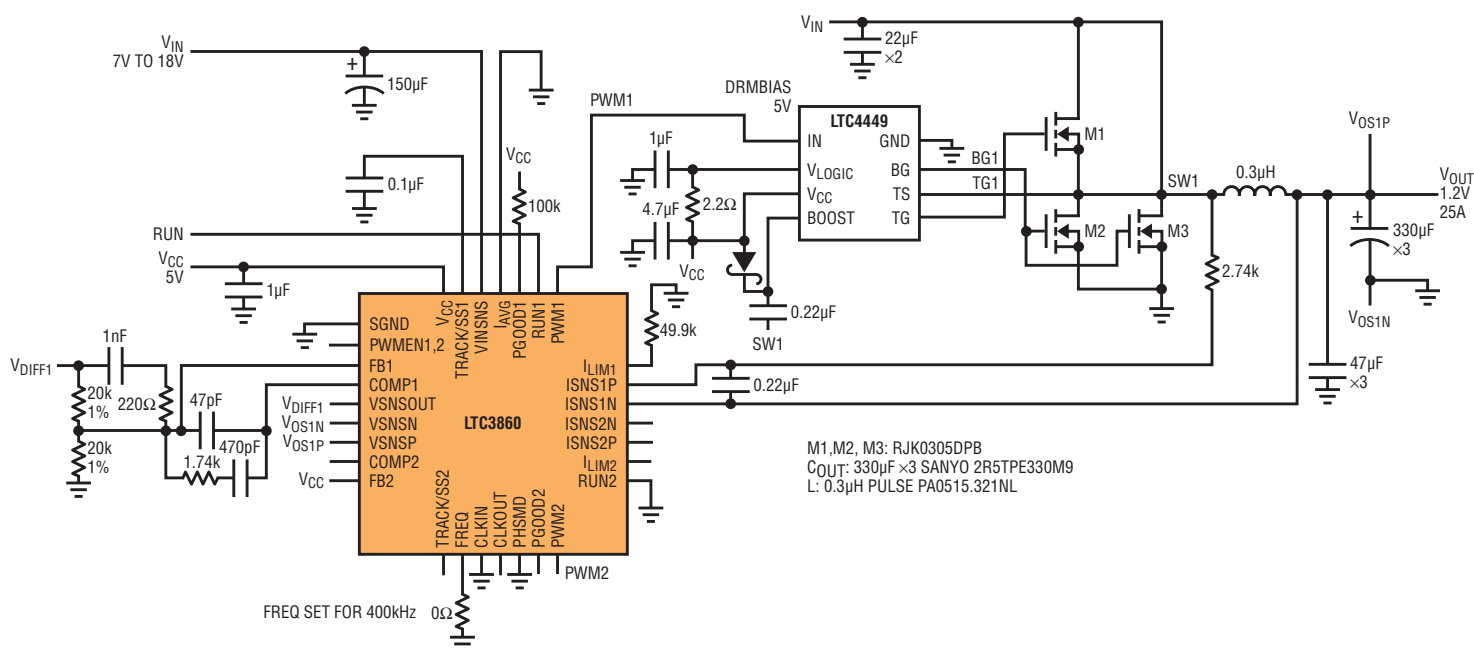 VIN
7V TO 18V
150µF
+
0.1µF
VCC
100k
RUN
VCC
5V
1µF
PWM1
VIN
22µF
×2
DRMBIAS
5V
LTC4449
IN
VLOGIC
VCC
BOOST
GND
BG
TS
TG
1µF
2.2Ω
4.7µF
VCC
0.22µF
SW1
BG1
TG1
M1
M2
M3
SW1
0.3µH
2.74k
VOS1P
VOUT
1.2V
25A
+
330µF
×3
VOS1N
47µF
×3
VDIFF1
1nF
20k
1%
220Ω
47pF
470pF
1.74k
20k
1%
VDIFF1
VOS1N
VOS1P
VCC
LTC3860
SGND
PWMEN1,2
FB1
COMP1
VSNSOUT
VSNSN
VSNSP
COMP2
FB2
VCC
TRACK/SS1
VINSNS
IAVG
PGOOD1
RUN1
PWM1
ILIM1
ISNS1P
ISNS1N
ISNS2N
ISNS2P
ILIM2
RUN2
TRACK/SS2
FREQ
CLKIN
CLKOUT
PHSMD
PGOOD2
PWM2
PWM2
49.9k
0.22µF
FREQ SET FOR 400kHz
0Ω
M1,M2, M3: RJK0305DPB
COUT: 330µF ×3 SANYO 2R5TPE330M9
L: 0.3µH PULSE PA0515.321NL